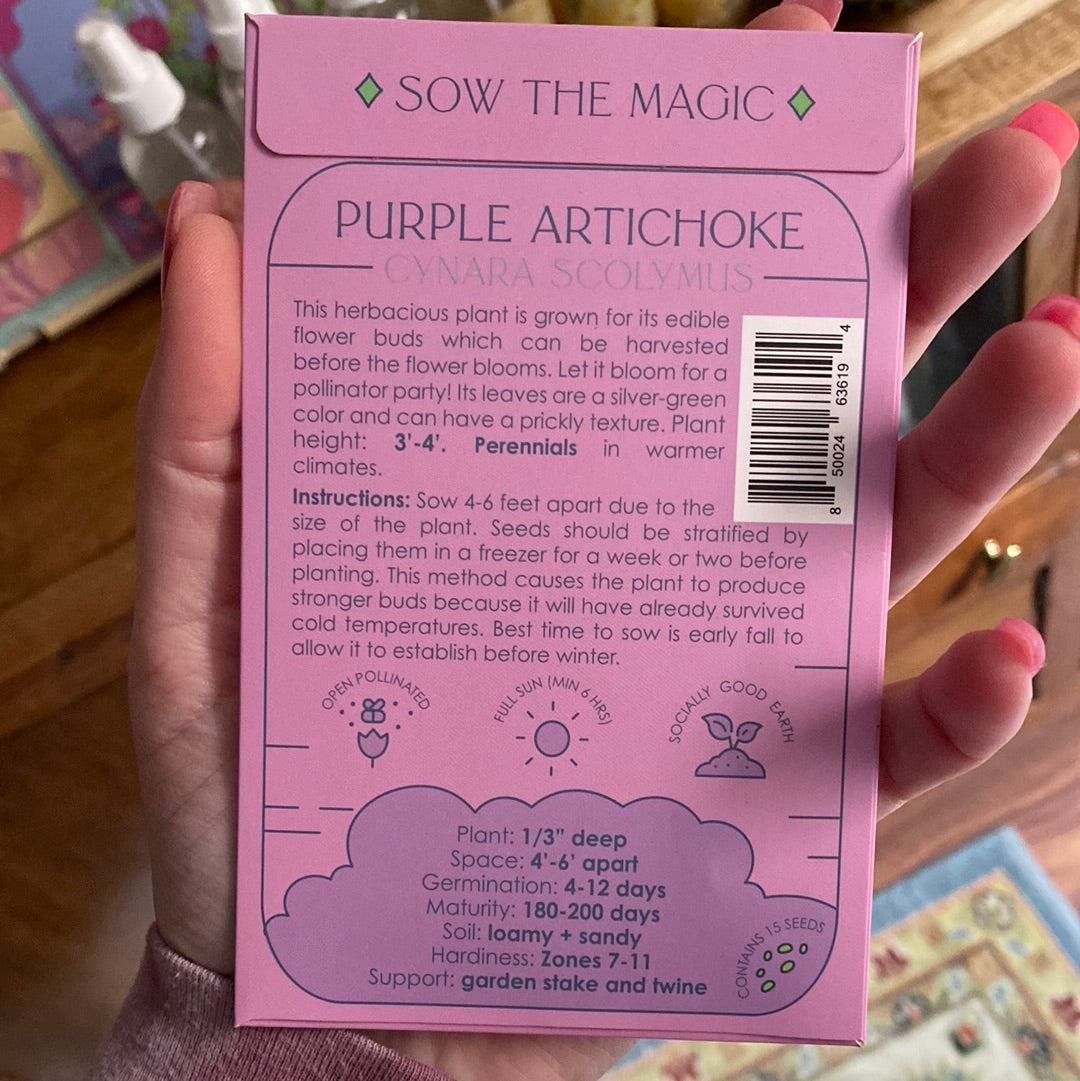 SOW THE MAGIC
PURPLE ARTICHOKE
CYNARA SCOLYMUS
This herbacious plant is grown for its edible
flower buds which can be harvested
before the flower blooms. Let it bloom for a
pollinator party! Its leaves are a silver-green
color and can have a prickly texture. Plant
height: 3'-4'. Perennials in warmer
climates.
8 50024 63619 4
Instructions: Sow 4-6 feet apart due to the
size of the plant. Seeds should be stratified by
placing them in a freezer for a week or two before
planting. This method causes the plant to produce
stronger buds because it will have already survived
cold temperatures. Best time to sow is early fall to
allow it to establish before winter.
OPEN POLLINATED
FULL SUN (MIN 6 HRS)
SOCIALLY GOOD EARTH
Plant: 1/3" deep
Space: 4'-6' apart
Germination: 4-12 days
Maturity: 180-200 days
Soil: loamy + sandy
Hardiness: Zones 7-11
Support: garden stake and twine
CONTAINS 15 SEEDS